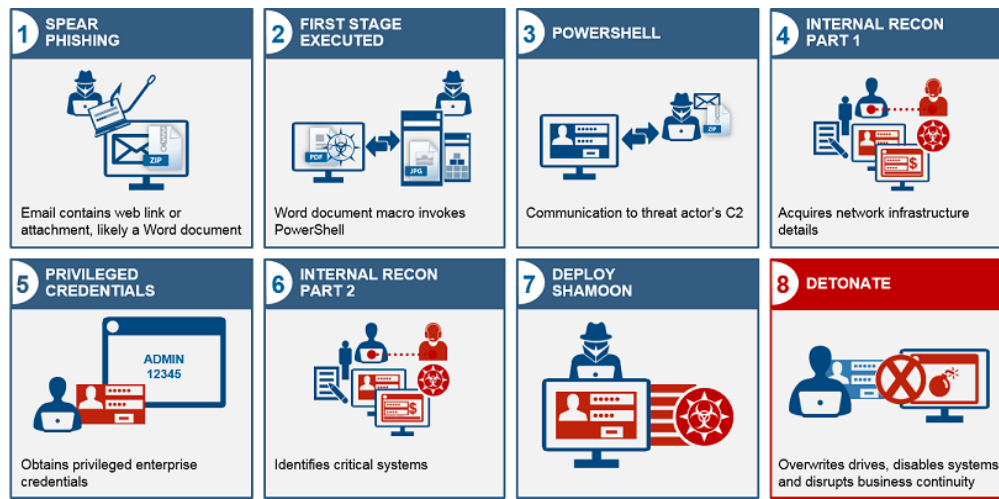 1 SPEAR
PHISHING
ZIP
Email contains web link or
attachment, likely a Word document
2 FIRST STAGE
EXECUTED
PDF
JPG
Word document macro invokes
PowerShell
3 POWERSHELL
ZIP
Communication to threat actor's C2
4 INTERNAL RECON
PART 1
$
Acquires network infrastructure
details
5 PRIVILEGED
CREDENTIALS
ADMIN
12345
Obtains privileged enterprise
credentials
6 INTERNAL RECON
PART 2
$
Identifies critical systems
7 DEPLOY
SHAMOON
8 DETONATE
Overwrites drives, disables systems
and disrupts business continuity